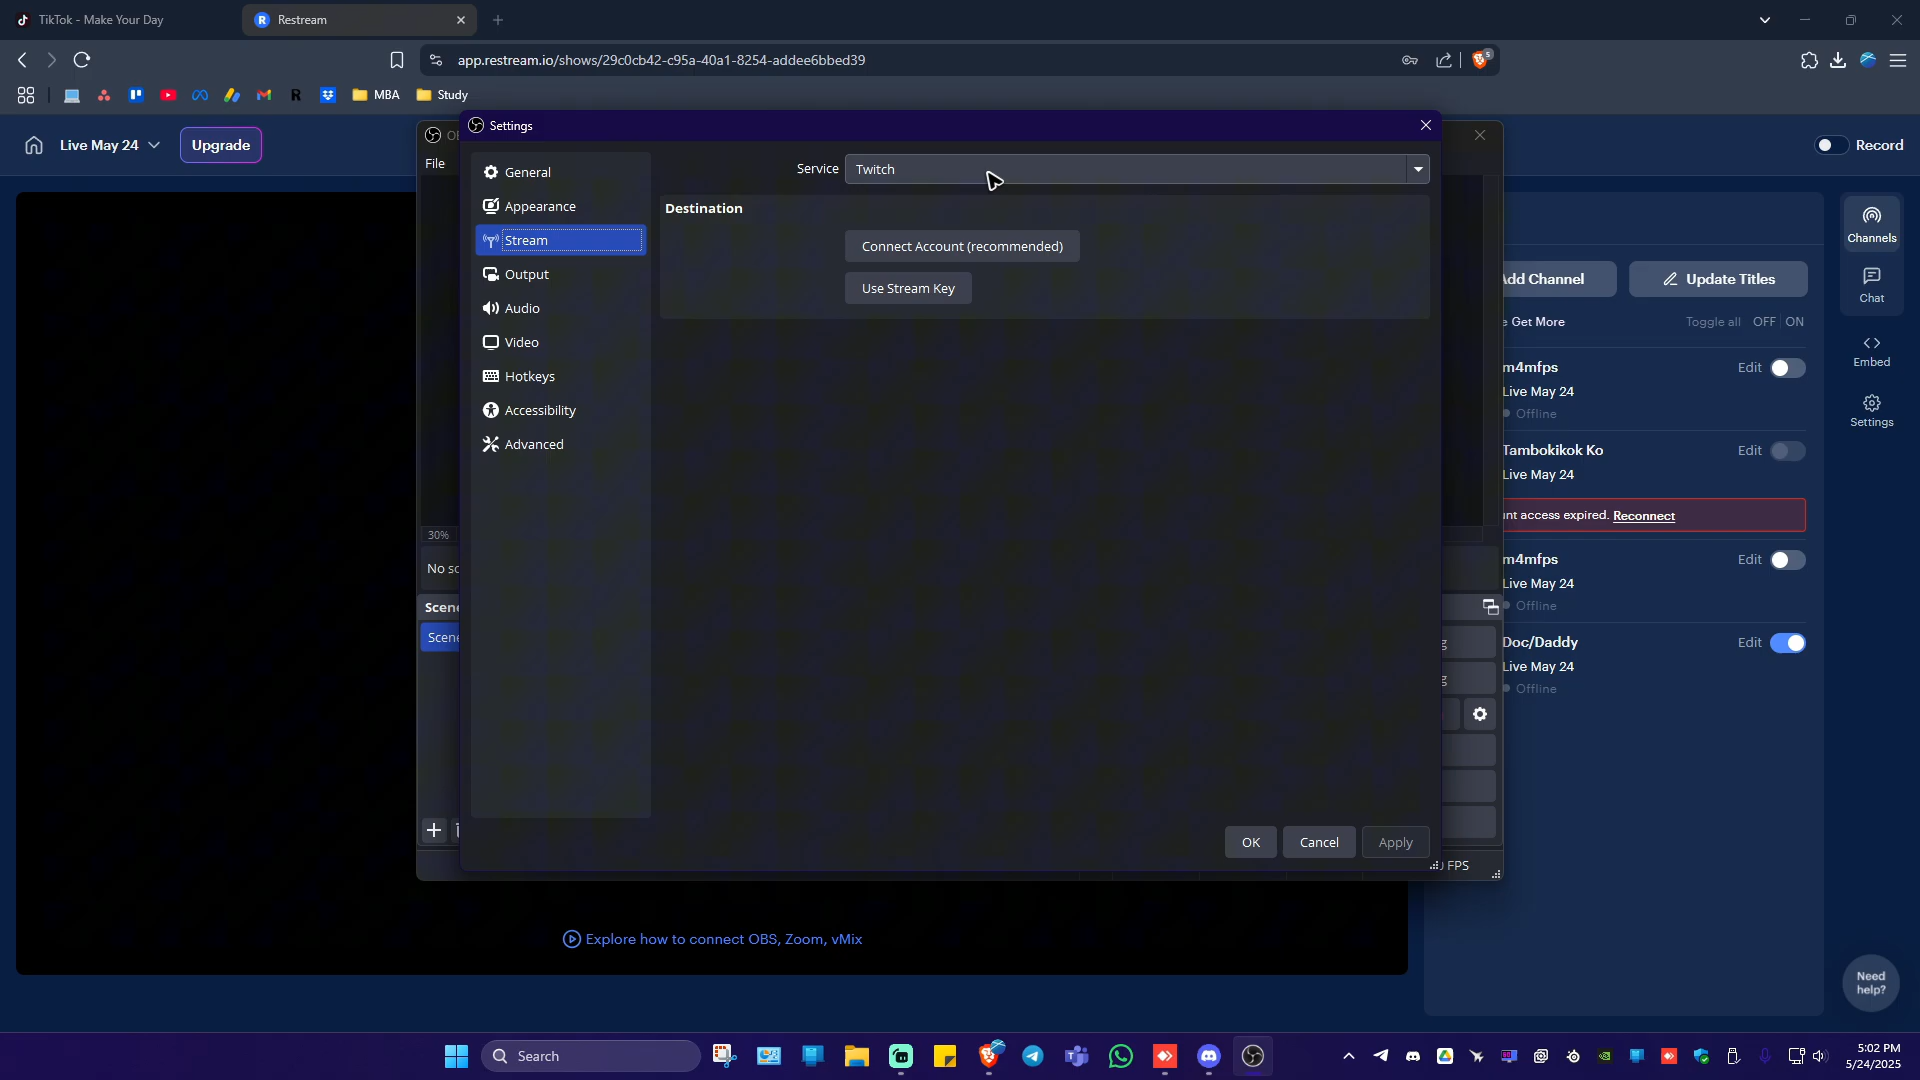 TikTok - Make Your Day
Restream
app.restream.io/shows/29c0cb42-c95a-40a1-8254-addee6bbed39
5
MBA
Study
Live May 24
Upgrade
Record
Settings
File
General
Appearance
Stream
Output
Audio
Video
Hotkeys
Accessibility
Advanced
Service
Twitch
Destination
Connect Account (recommended)
Use Stream Key
OK
Cancel
Apply
30%
FPS
Add Channel
Update Titles
Get More
Toggle all
OFF
ON
m4mfps
Edit
Live May 24
Offline
Tambokikok Ko
Edit
Live May 24
access expired. Reconnect
m4mfps
Edit
Live May 24
Offline
Doc/Daddy
Edit
Live May 24
Offline
Channels
Chat
Embed
Settings
Explore how to connect OBS, Zoom, vMix
Need
help?
Search
5:02 PM
5/24/2025